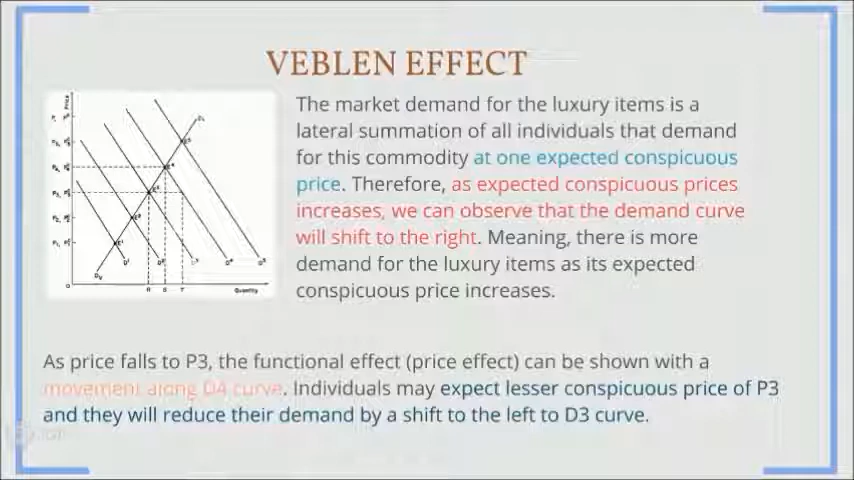 VEBLEN EFFECT
The market demand for the luxury items is a
lateral summation of all individuals that demand
for this commodity at one expected conspicuous
price. Therefore, as expected conspicuous prices
increases, we can observe that the demand curve
will shift to the right. Meaning, there is more
demand for the luxury items as its expected
conspicuous price increases.
Price
Quantity
As price falls to P3, the functional effect (price effect) can be shown with a
movement along D4 curve. Individuals may expect lesser conspicuous price of P3
and they will reduce their demand by a shift to the left to D3 curve.